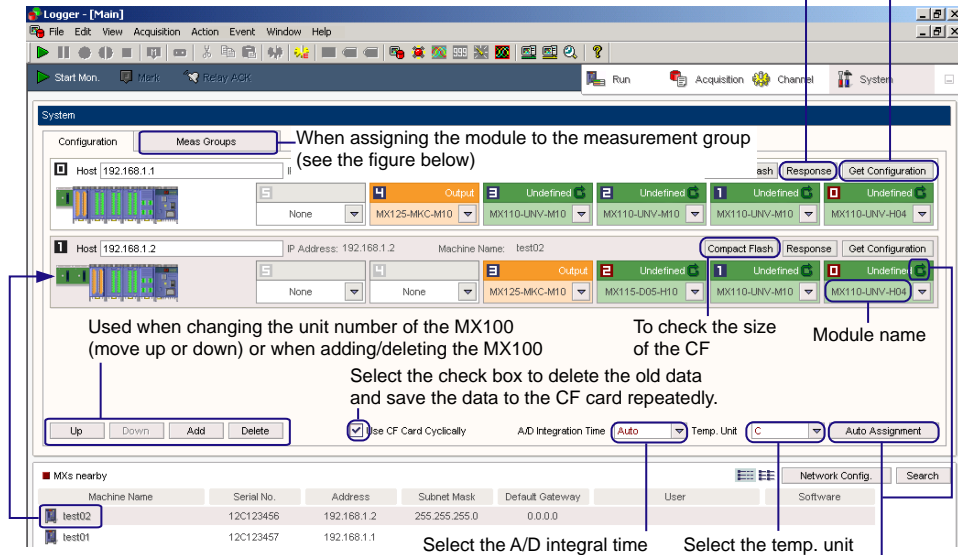 Logger - [Main]
File Edit View Acquisition Action Event Window Help
Start Mon. Mark Relay ACK Run Acquisition Channel System
System
Configuration Meas Groups
When assigning the module to the measurement group
(see the figure below)
0 Host 192.168.1.1 Response Get Configuration
5 4 Output 3 Undefined 2 Undefined 1 Undefined 0 Undefined
None MX125-MKC-M10 MX110-UNV-M10 MX110-UNV-M10 MX110-UNV-M10 MX110-UNV-H04
1 Host 192.168.1.2 IP Address: 192.168.1.2 Machine Name: test02 Compact Flash Response Get Configuration
5 4 3 Output 2 Undefined 1 Undefined 0 Undefined
None None MX125-MKC-M10 MX115-D05-H10 MX110-UNV-M10 MX110-UNV-H04
Used when changing the unit number of the MX100
(move up or down) or when adding/deleting the MX100
To check the size
of the CF
Module name
Select the check box to delete the old data
and save the data to the CF card repeatedly.
Up Down Add Delete Use CF Card Cyclically A/D Integration Time Auto Temp. Unit C Auto Assignment
MXs nearby Network Config. Search
Machine Name Serial No. Address Subnet Mask Default Gateway User Software
test02 12C123456 192.168.1.2 255.255.255.0 0.0.0.0
test01 12C123457 192.168.1.1
Select the A/D integral time Select the temp. unit